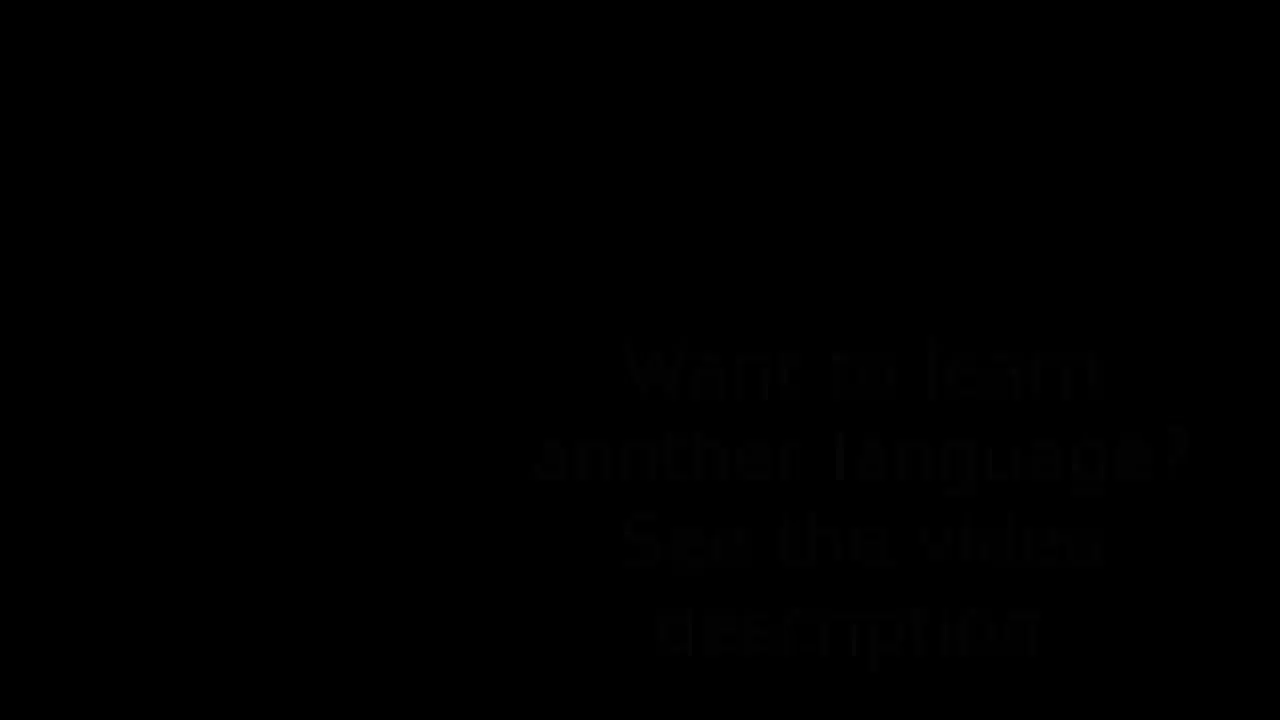 Want to learn
another language?
See the video
description